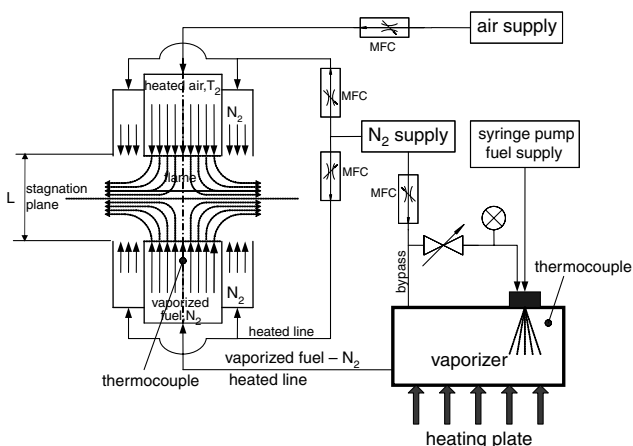 air supply
MFC
heated air,T2
N2
MFC
N2 supply
syringe pump
fuel supply
flame
L
stagnation
plane
MFC
MFC
thermocouple
bypass
N2
vaporized
fuel-N2
heated line
vaporizer
vaporized fuel – N2
heated line
thermocouple
heating plate